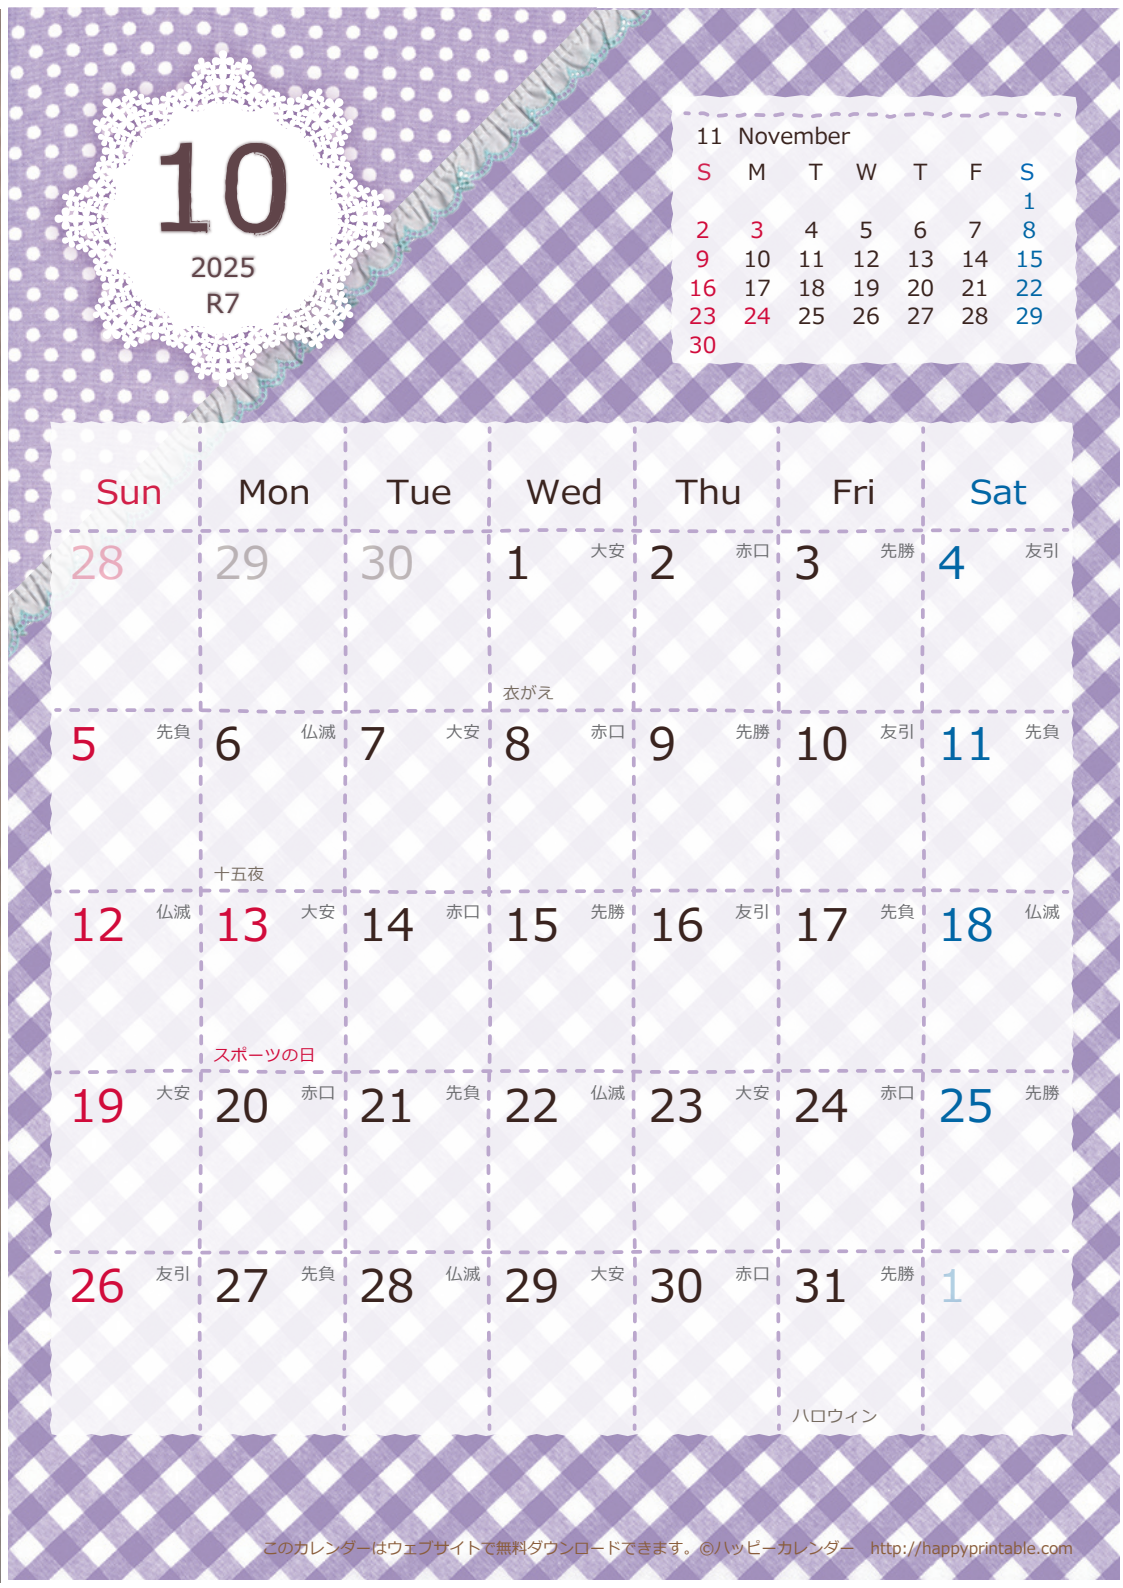 10
2025
R7
11 November
S M T W T F S
1
2 3 4 5 6 7 8
9 10 11 12 13 14 15
16 17 18 19 20 21 22
23 24 25 26 27 28 29
30
Sun Mon Tue Wed Thu Fri Sat
28 29 30 1 大安 2 赤口 3 先勝 4 友引
衣がえ
5 先負 6 仏滅 7 大安 8 赤口 9 先勝 10 友引 11 先負
十五夜
12 仏滅 13 大安 14 赤口 15 先勝 16 友引 17 先負 18 仏滅
スポーツの日
19 大安 20 赤口 21 先負 22 仏滅 23 大安 24 赤口 25 先勝
26 友引 27 先負 28 仏滅 29 大安 30 赤口 31 先勝 1
ハロウィン
このカレンダーはウェブサイトで無料ダウンロードできます。©ハッピーカレンダー http://happyprintable.com